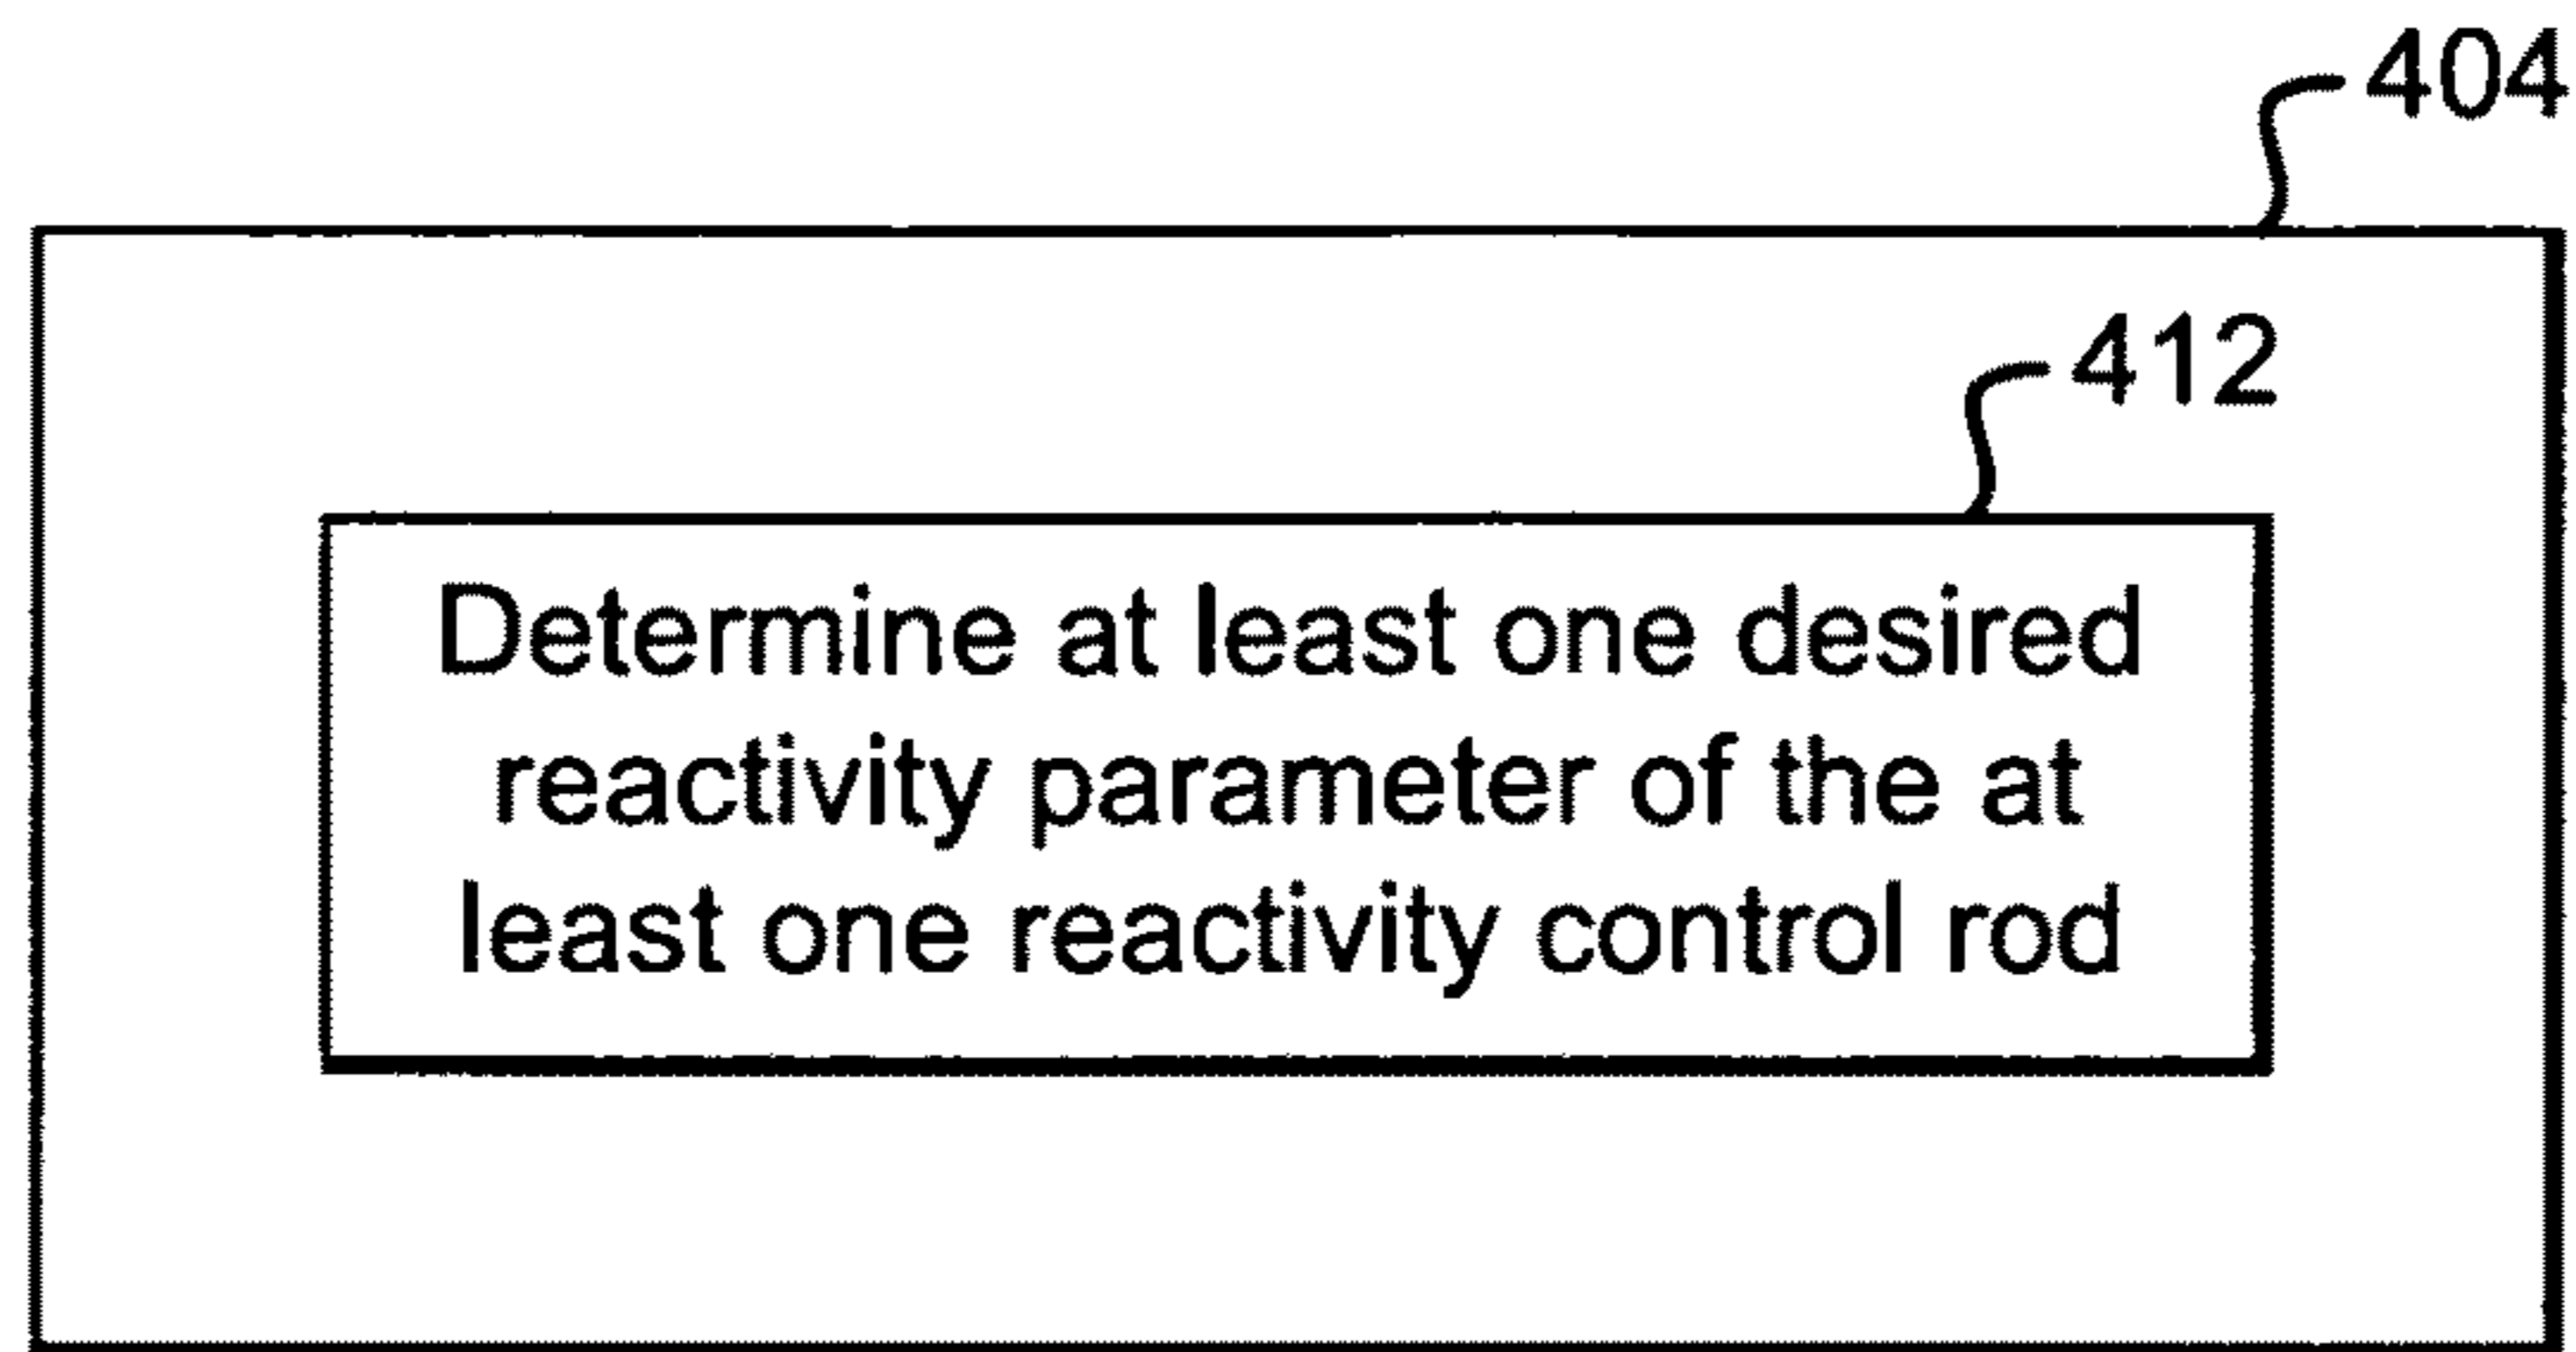 404
412
Determine at least one desired
reactivity parameter of the at
least one reactivity control rod